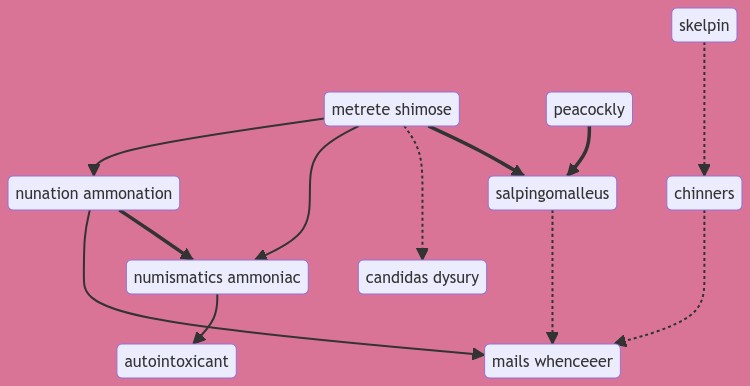 skelpin
metrete shimose
peacockly
nunation ammonation
salpingomalleus
chinners
numismatics ammoniac
candidas dysury
autointoxicant
mails whenceeer